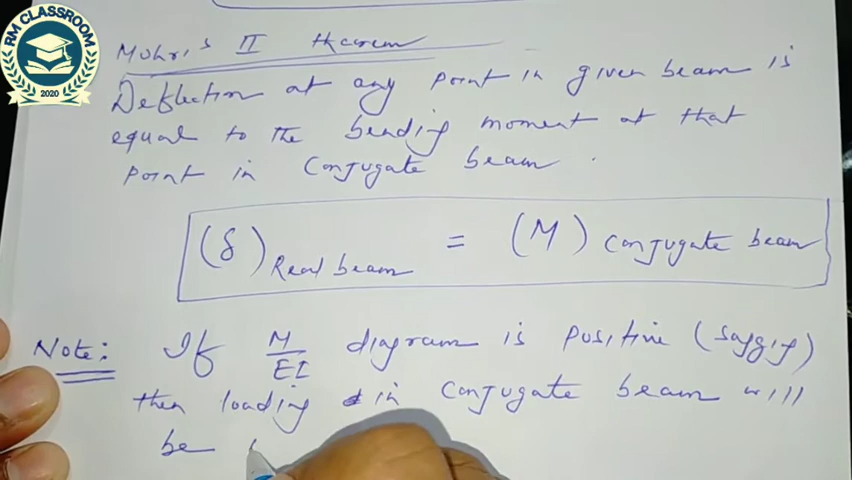 RM CLASSROOM
2020
Mohr's II theorem
Deflection at any point in given beam is
equal to the bending moment at that
point in conjugate beam.
(δ) Real beam = (M) conjugate beam
Note: If M/EI diagram is positive (sagging)
then loading in conjugate beam will
be